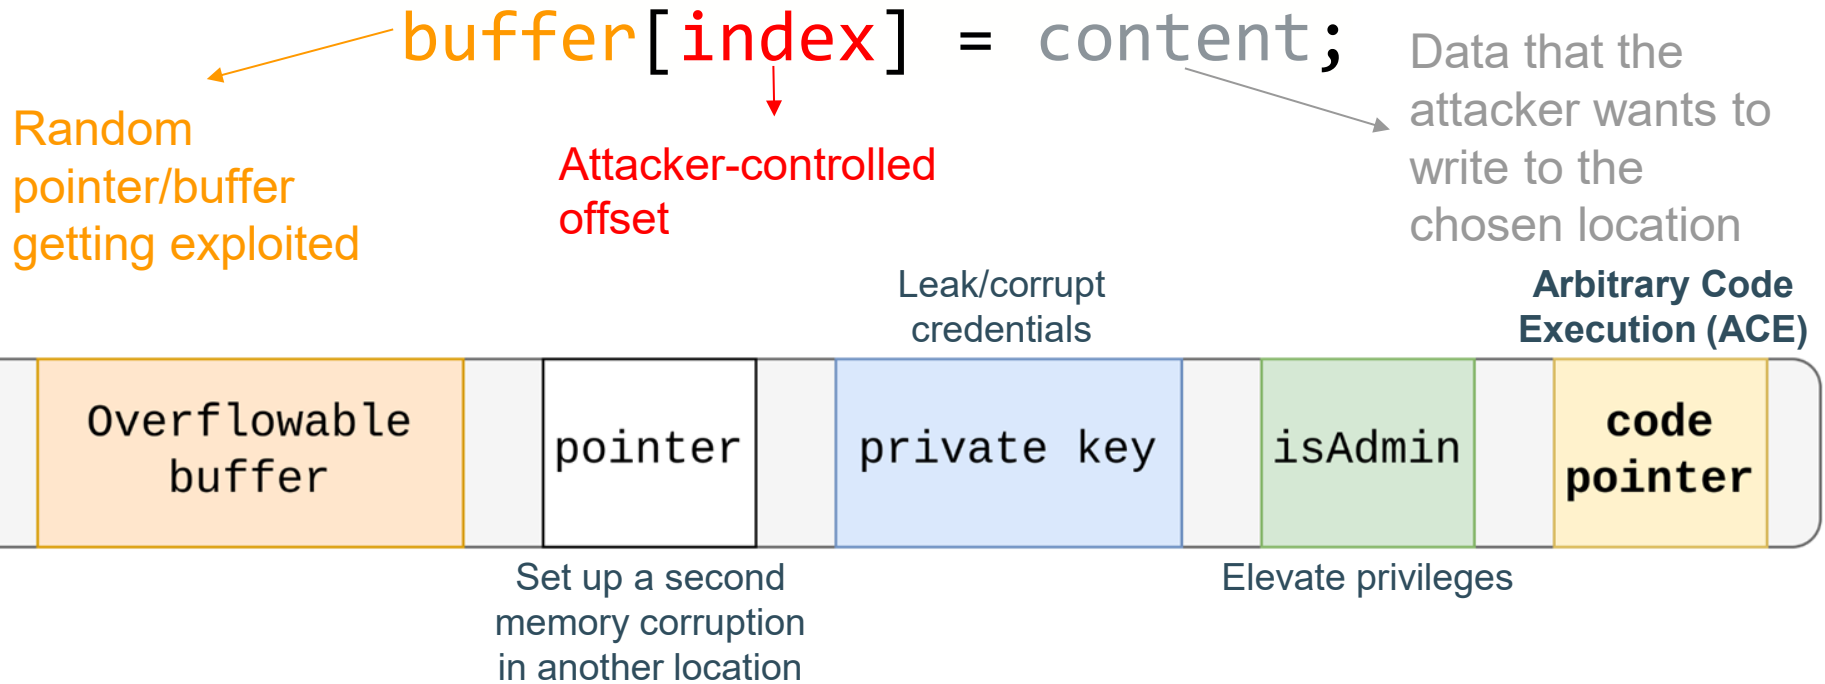 buffer[index] = content;
Random
pointer/buffer
getting exploited
Attacker-controlled
offset
Data that the
attacker wants to
write to the
chosen location
Leak/corrupt
credentials
Arbitrary Code
Execution (ACE)
Overflowable
buffer
pointer
private key
isAdmin
code
pointer
Set up a second
memory corruption
in another location
Elevate privileges